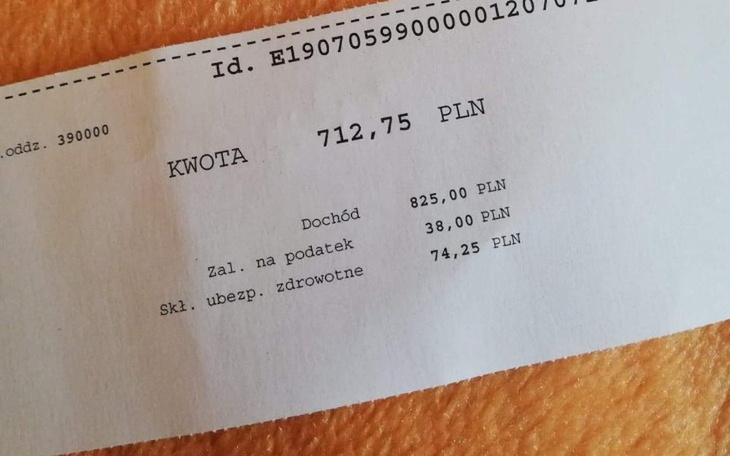 Id. E19070599000001207072
.oddz. 390000
KWOTA 712,75 PLN
Dochód 825,00 PLN
Zal. na podatek 38,00 PLN
Skł. ubezp. zdrowotne 74,25 PLN